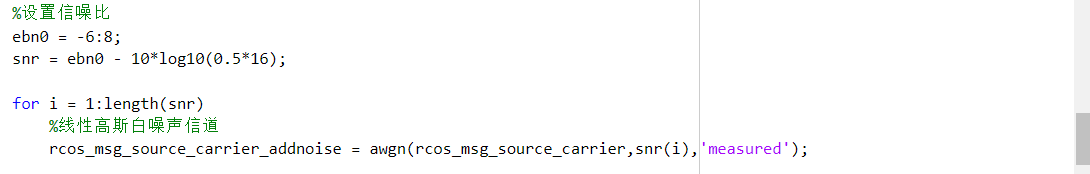 %设置信噪比
ebn0 = -6:8;
snr = ebn0 - 10*log10(0.5*16);
for i = 1:length(snr)
%线性高斯白噪声信道
rcos_msg_source_carrier_addnoise = awgn(rcos_msg_source_carrier,snr(i),'measured');